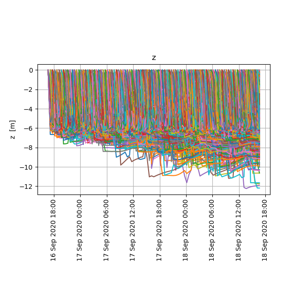 z
z [m]
0
−2
−4
−6
−8
−10
−12
16 Sep 2020 18:00
17 Sep 2020 00:00
17 Sep 2020 06:00
17 Sep 2020 12:00
17 Sep 2020 18:00
18 Sep 2020 00:00
18 Sep 2020 06:00
18 Sep 2020 12:00
18 Sep 2020 18:00